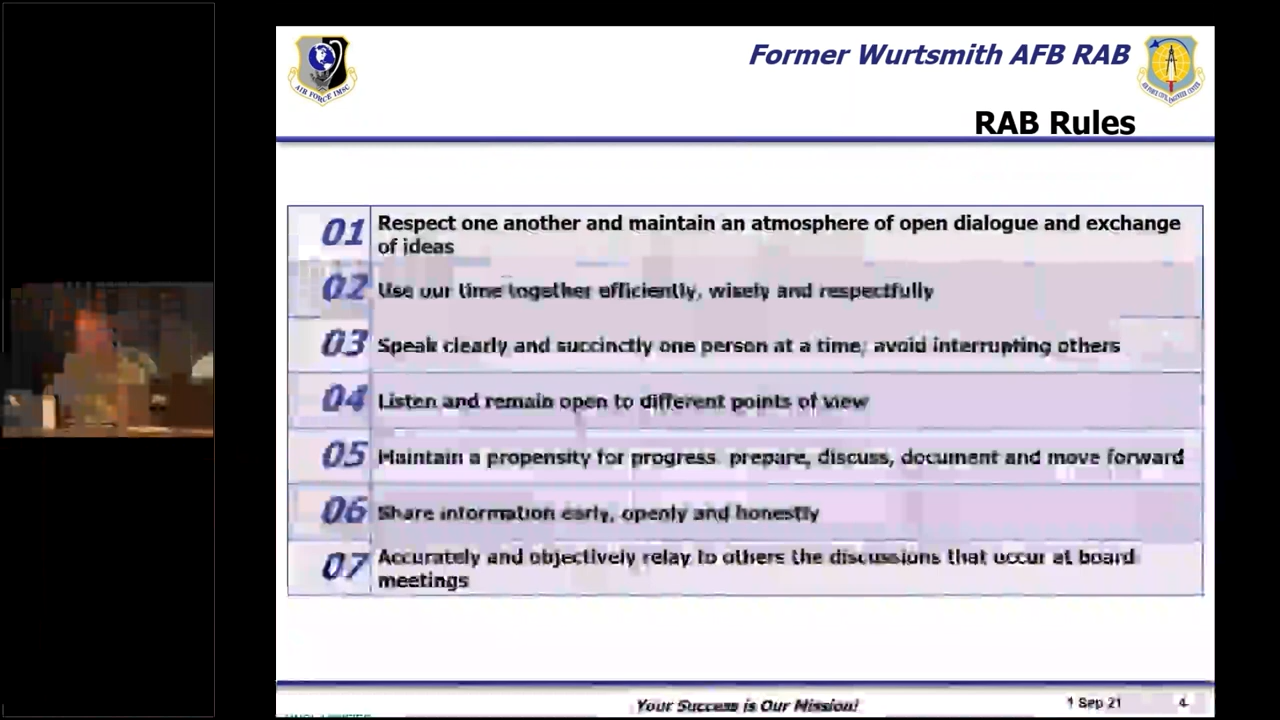 Former Wurtsmith AFB RAB
AIR FORCE IMSC
RAB Rules
01 Respect one another and maintain an atmosphere of open dialogue and exchange
of ideas
02 Use our time together efficiently, wisely and respectfully
03 Speak clearly and succinctly one person at a time; avoid interrupting others
04 Listen and remain open to different points of view
05 Maintain a propensity for progress: prepare, discuss, document and move forward
06 Share information early, openly and honestly
07 Accurately and objectively relay to others the discussions that occur at board
meetings
Your Success is Our Mission!
1 Sep 21
4